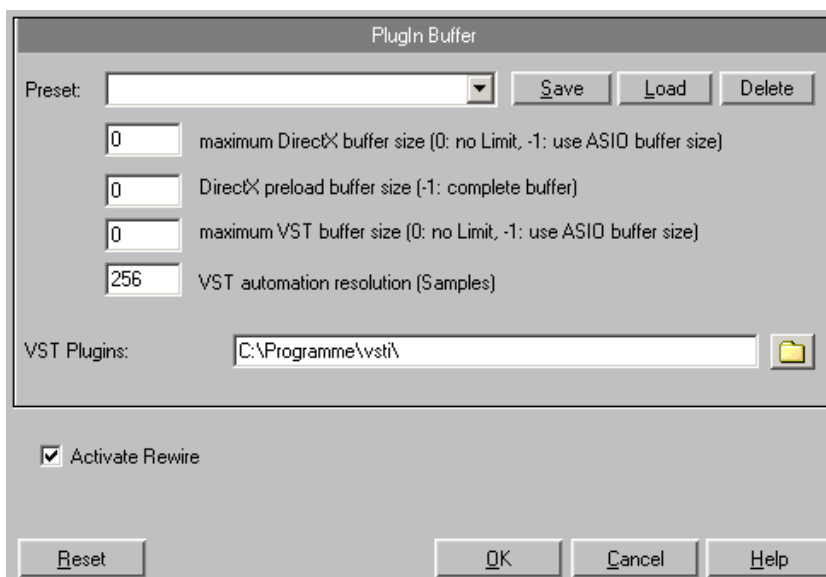 PlugIn Buffer
Preset: Save Load Delete
0 maximum DirectX buffer size (0: no Limit, -1: use ASIO buffer size)
0 DirectX preload buffer size (-1: complete buffer)
0 maximum VST buffer size (0: no Limit, -1: use ASIO buffer size)
256 VST automation resolution (Samples)
VST Plugins: C:\Programme\vsti\
Activate Rewire
Reset OK Cancel Help